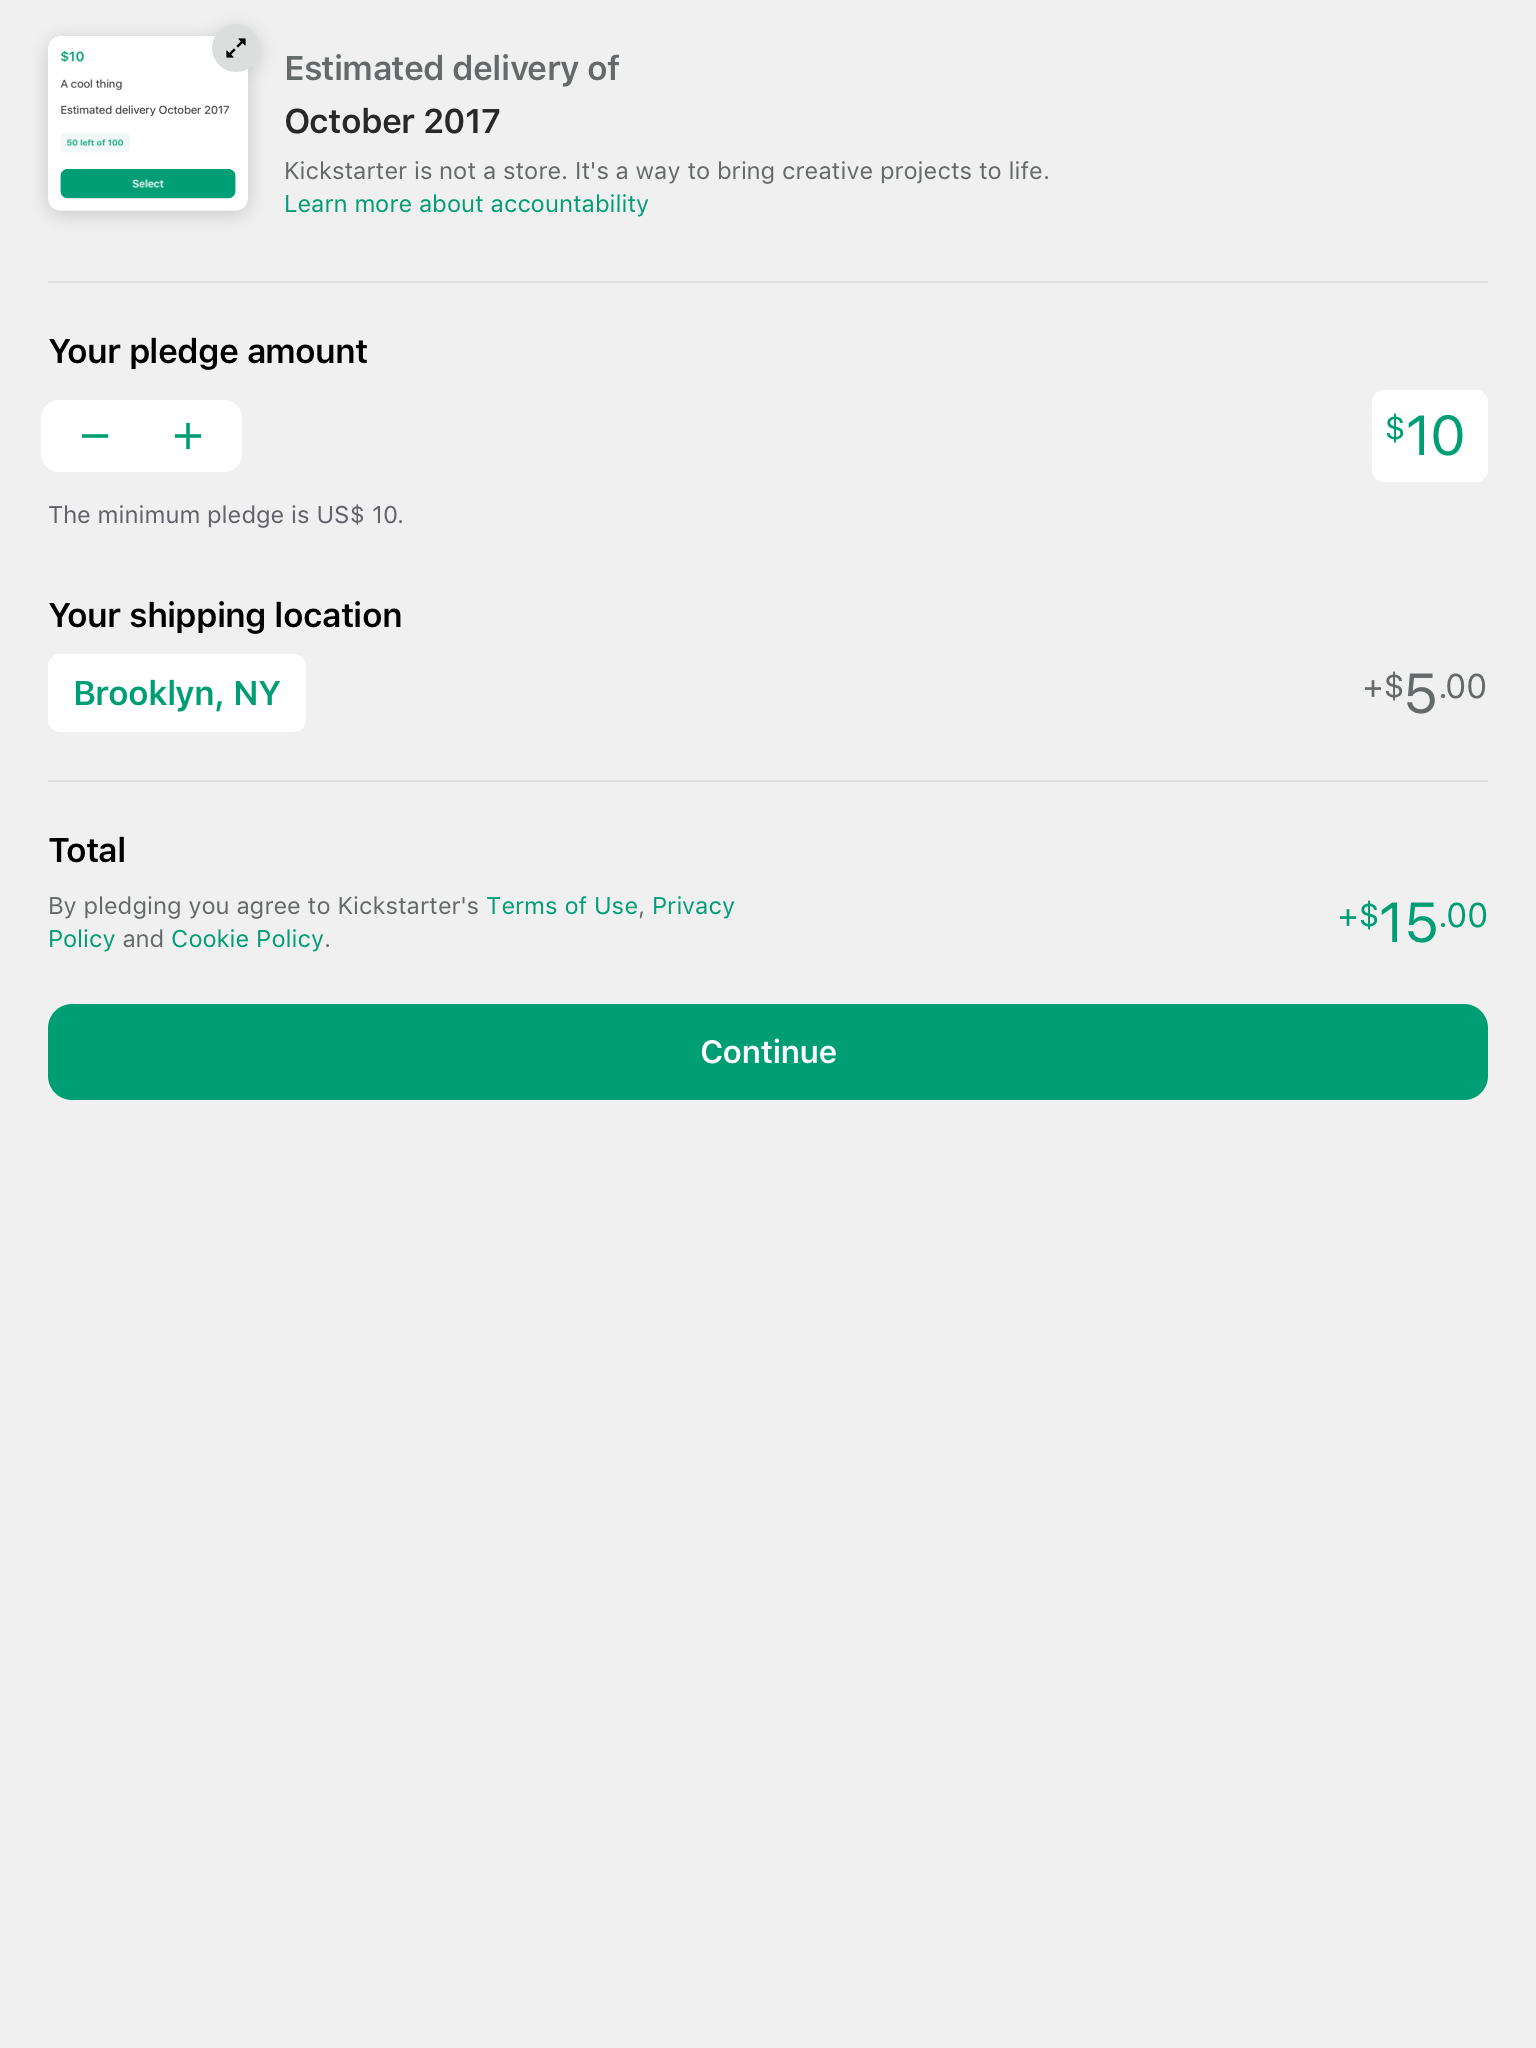 $10
A cool thing
Estimated delivery October 2017
50 left of 100
Select
Estimated delivery of
October 2017
Kickstarter is not a store. It's a way to bring creative projects to life.
Learn more about accountability
Your pledge amount
$10
The minimum pledge is US$ 10.
Your shipping location
Brooklyn, NY
+$5.00
Total
By pledging you agree to Kickstarter's Terms of Use, Privacy
Policy and Cookie Policy.
+$15.00
Continue